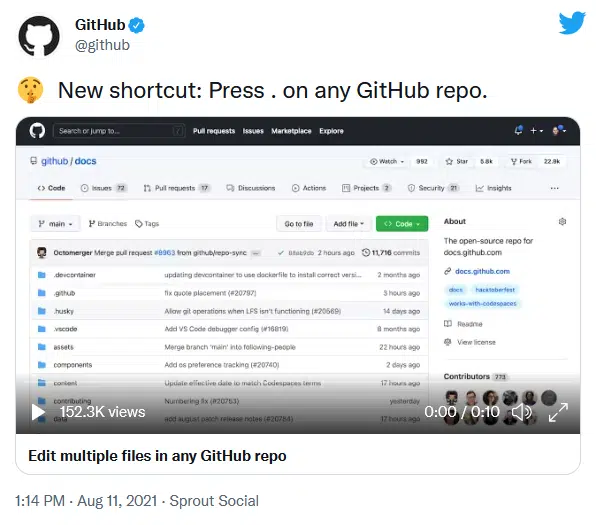 GitHub
@github
🤫 New shortcut: Press . on any GitHub repo.
Search or jump to... /
Pull requests Issues Marketplace Explore
github / docs
Watch 992 Star 5.8k Fork 22.9k
Code Issues 72 Pull requests 17 Discussions Actions Projects 2 Security 21 Insights
main Branches Tags Go to file Add file Code
About
The open-source repo for
docs.github.com
docs.github.com
docs hacktoberfest
works-with-codespaces
Readme
View license
Contributors 773
Octomerger Merge pull request #8963 from github/repo-sync 2 hours ago 11,716 commits
.devcontainer updating devcontainer to use dockerfile to install correct versi... 2 months ago
.github fix quote placement (#20787) 3 hours ago
.husky Allow git operations when LFS isn't functioning (#20569) 14 days ago
.vscode Add VS Code debugger config (#16819) 8 months ago
assets Merge branch 'main' into following-people 22 hours ago
components Add os preference tracking (#20740) 2 days ago
content Update effective date to match Codespaces terms 17 hours ago
contributing Numbering fix (#20763) yesterday
data add august patch release notes (#20784) 17 hours ago
152.3K views
0:00 / 0:10
Edit multiple files in any GitHub repo
1:14 PM · Aug 11, 2021 · Sprout Social